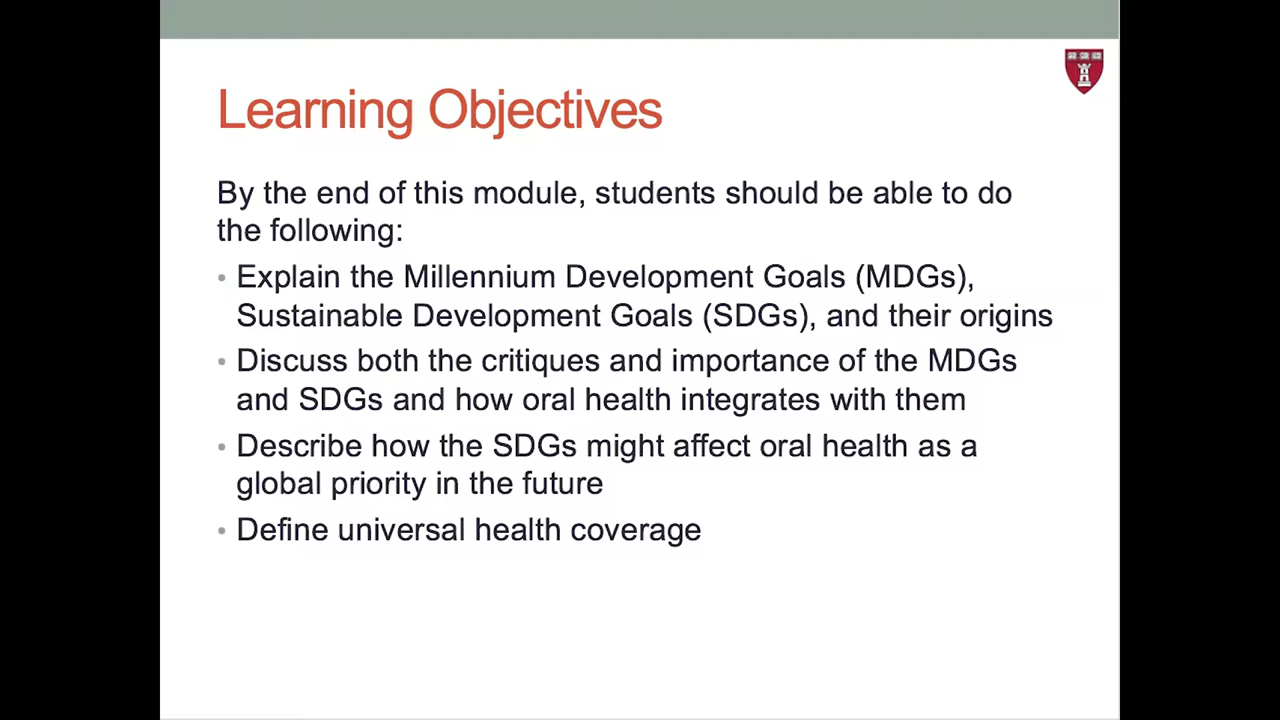 Learning Objectives
By the end of this module, students should be able to do
the following:
• Explain the Millennium Development Goals (MDGs),
Sustainable Development Goals (SDGs), and their origins
• Discuss both the critiques and importance of the MDGs
and SDGs and how oral health integrates with them
• Describe how the SDGs might affect oral health as a
global priority in the future
• Define universal health coverage